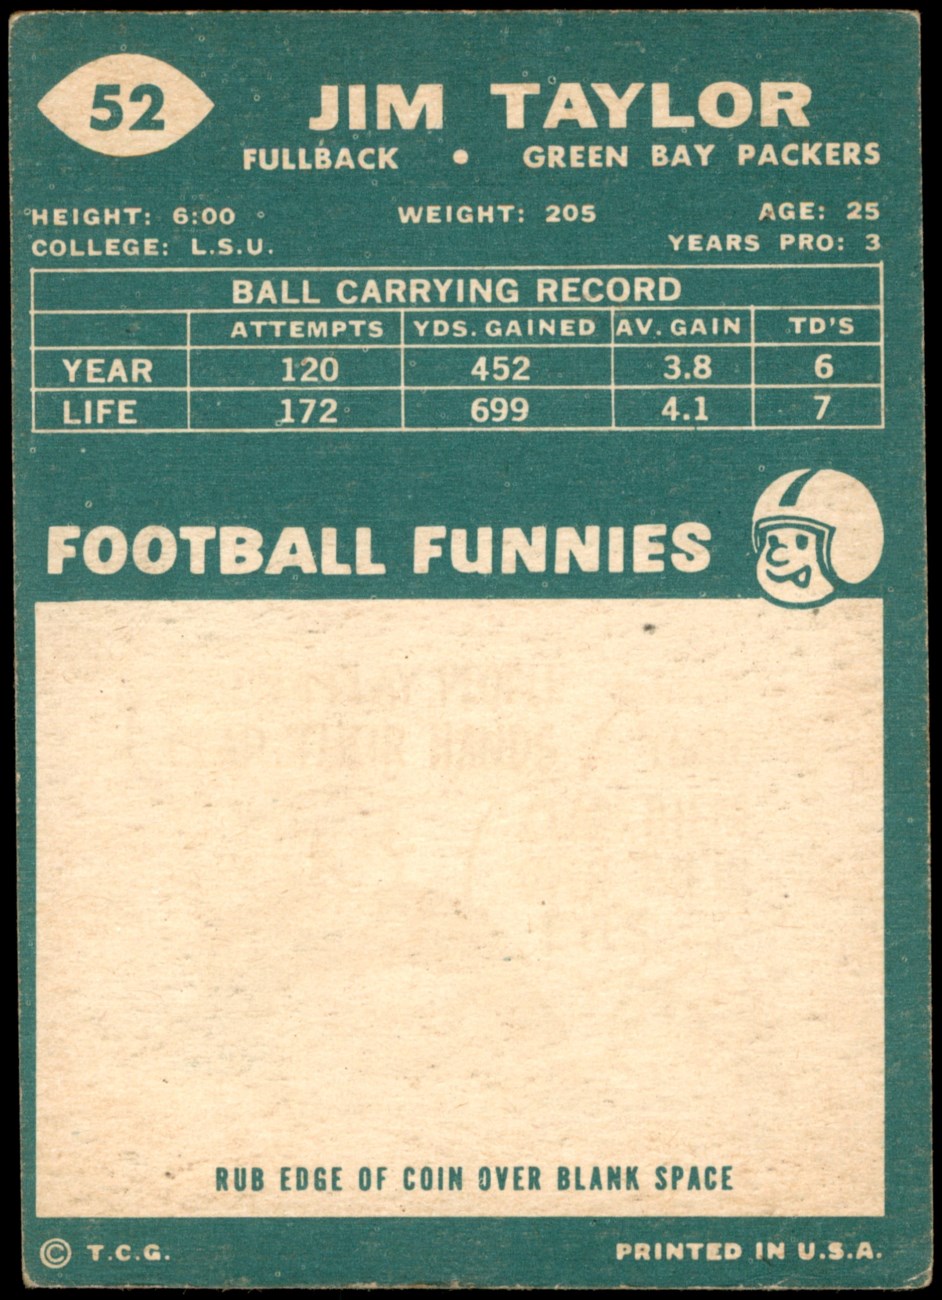 52
JIM TAYLOR
FULLBACK • GREEN BAY PACKERS
HEIGHT: 6:00 WEIGHT: 205 AGE: 25
COLLEGE: L.S.U. YEARS PRO: 3
BALL CARRYING RECORD
ATTEMPTS YDS. GAINED AV. GAIN TD'S
YEAR 120 452 3.8 6
LIFE 172 699 4.1 7
FOOTBALL FUNNIES
RUB EDGE OF COIN OVER BLANK SPACE
© T.C.G. PRINTED IN U.S.A.